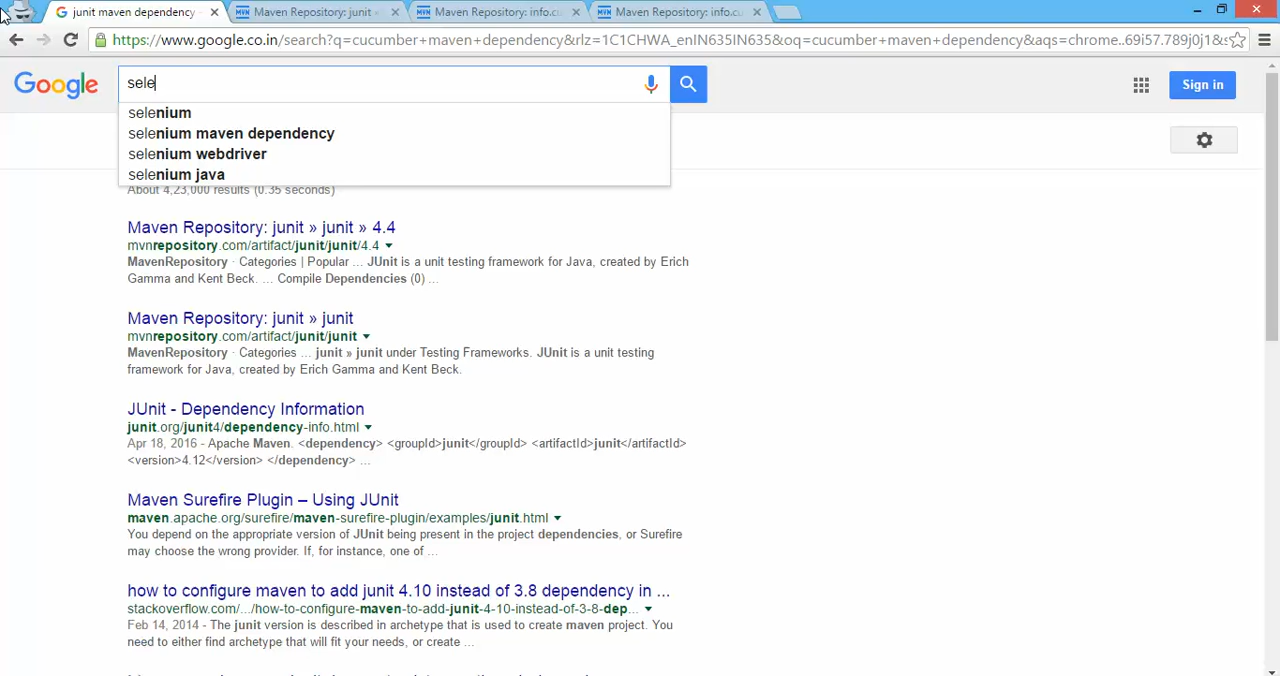 junit maven dependency
Maven Repository: junit
Maven Repository: info.cu
Maven Repository: info.cu
https://www.google.co.in/search?q=cucumber+maven+dependency&rlz=1C1CHWA_enIN635IN635&oq=cucumber+maven+dependency&aqs=chrome..69i57.789j0j1&s
Google
sele
Sign in
selenium
selenium maven dependency
selenium webdriver
selenium java
About 4,23,000 results (0.35 seconds)
Maven Repository: junit » junit » 4.4
mvnrepository.com/artifact/junit/junit/4.4
MavenRepository · Categories | Popular ... JUnit is a unit testing framework for Java, created by Erich
Gamma and Kent Beck. ... Compile Dependencies (0) ...
Maven Repository: junit » junit
mvnrepository.com/artifact/junit/junit
MavenRepository · Categories ... junit » junit under Testing Frameworks. JUnit is a unit testing
framework for Java, created by Erich Gamma and Kent Beck.
JUnit - Dependency Information
junit.org/junit4/dependency-info.html
Apr 18, 2016 - Apache Maven. <dependency> <groupId>junit</groupId> <artifactId>junit</artifactId>
<version>4.12</version> </dependency> ...
Maven Surefire Plugin – Using JUnit
maven.apache.org/surefire/maven-surefire-plugin/examples/junit.html
You depend on the appropriate version of JUnit being present in the project dependencies, or Surefire
may choose the wrong provider. If, for instance, one of ...
how to configure maven to add junit 4.10 instead of 3.8 dependency in ...
stackoverflow.com/.../how-to-configure-maven-to-add-junit-4-10-instead-of-3-8-dep...
Feb 14, 2014 - The junit version is described in archetype that is used to create maven project. You
need to either find archetype that will fit your needs, or create ...